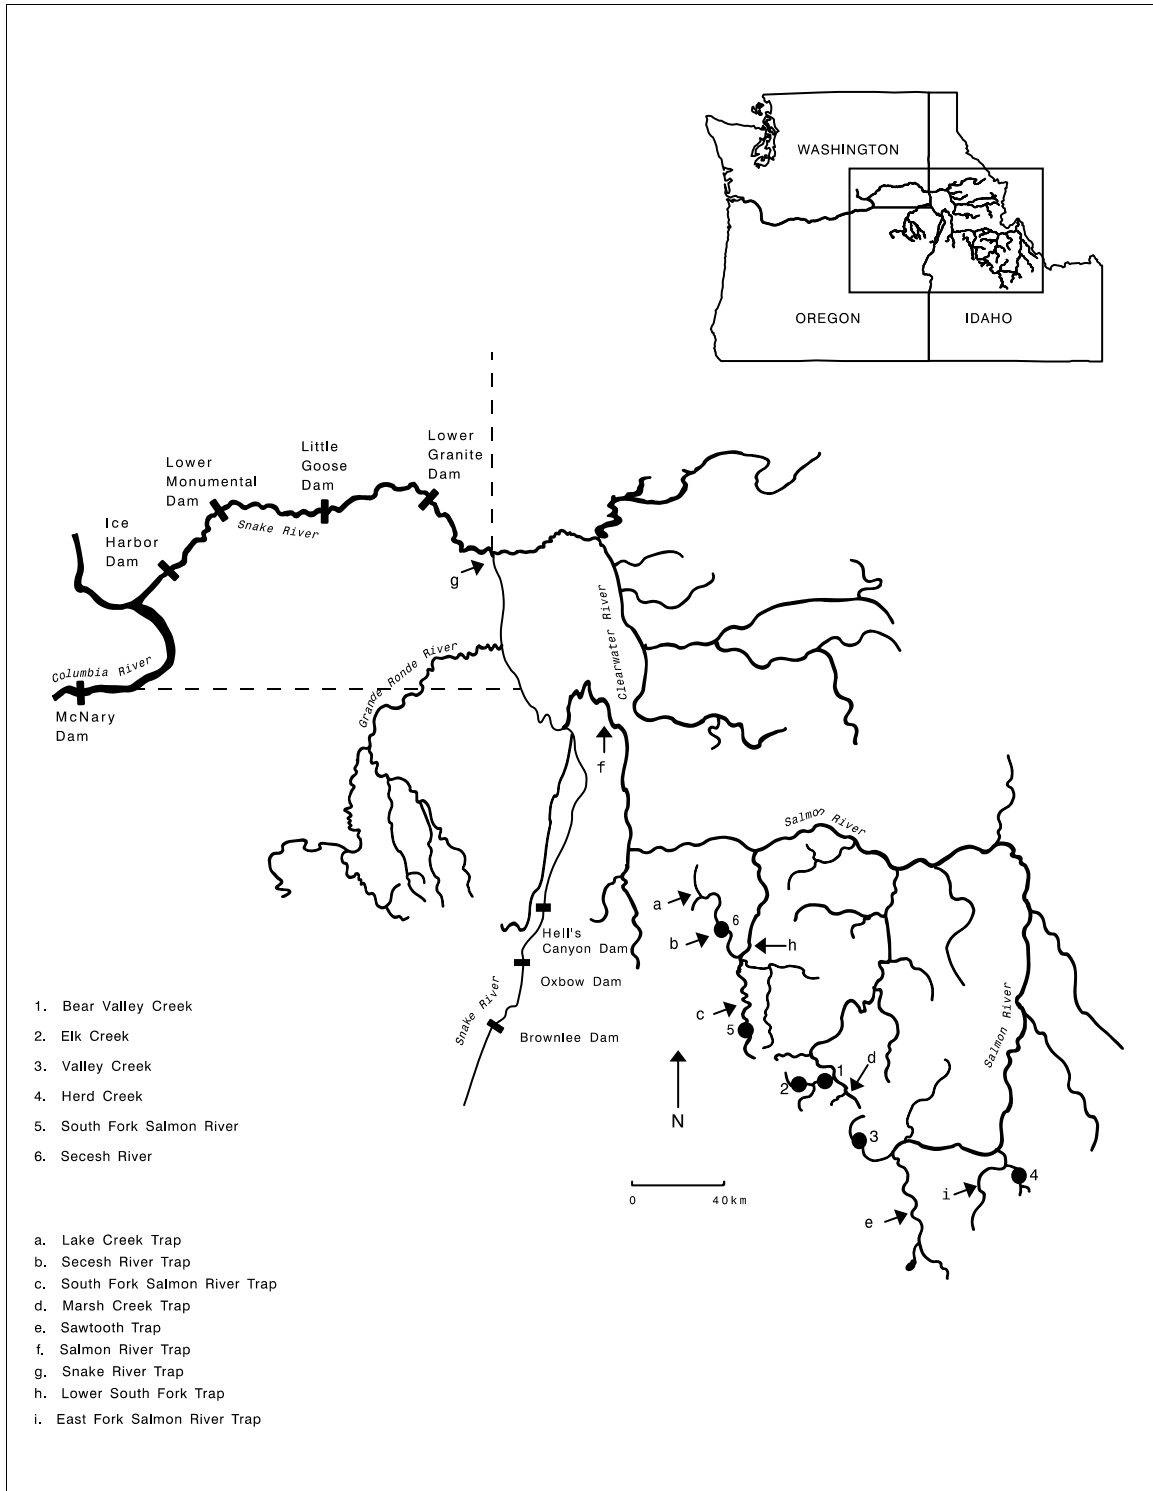 WASHINGTON
OREGON
IDAHO
Lower
Granite
Dam
Little
Goose
Dam
Lower
Monumental
Dam
Snake River
Ice
Harbor
Dam
g
Clearwater River
Columbia River
Grande Ronde River
McNary
Dam
f
Salmon River
a
6
b
h
Hell's
Canyon Dam
Oxbow Dam
Snake River
Brownlee Dam
c
5
Salmon River
1
d
2
3
N
4
i
e
0 40km
1. Bear Valley Creek
2. Elk Creek
3. Valley Creek
4. Herd Creek
5. South Fork Salmon River
6. Secesh River
a. Lake Creek Trap
b. Secesh River Trap
c. South Fork Salmon River Trap
d. Marsh Creek Trap
e. Sawtooth Trap
f. Salmon River Trap
g. Snake River Trap
h. Lower South Fork Trap
i. East Fork Salmon River Trap